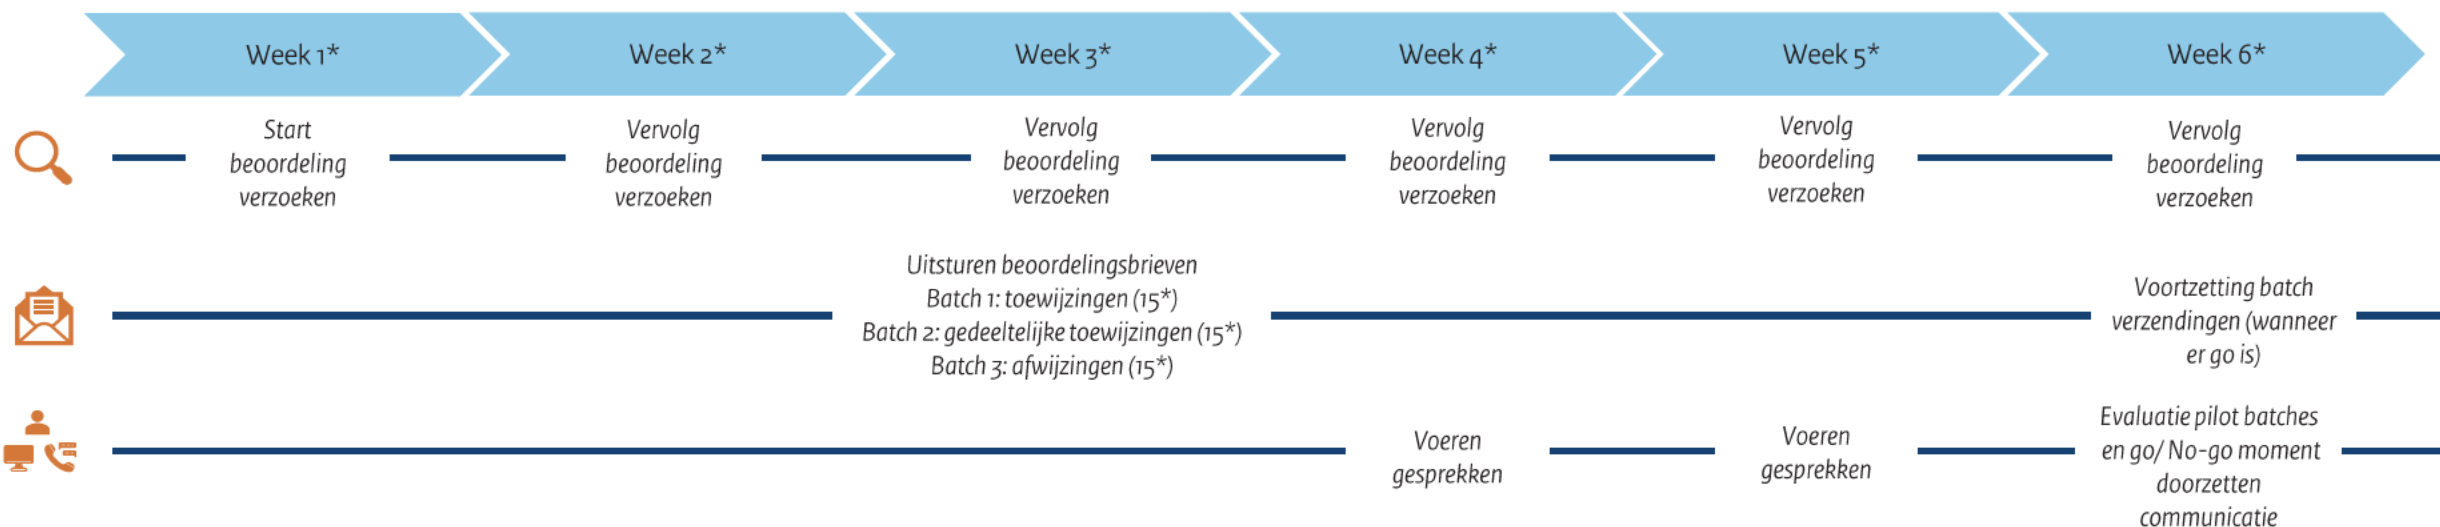 Week 1*
Week 2*
Week 3*
Week 4*
Week 5*
Week 6*
Start
beoordeling
verzoeken
Vervolg
beoordeling
verzoeken
Vervolg
beoordeling
verzoeken
Vervolg
beoordeling
verzoeken
Vervolg
beoordeling
verzoeken
Vervolg
beoordeling
verzoeken
Uitsturen beoordelingsbrieven
Batch 1: toewijzingen (15*)
Batch 2: gedeeltelijke toewijzingen (15*)
Batch 3: afwijzingen (15*)
Voortzetting batch
verzendingen (wanneer
er go is)
Voeren
gesprekken
Voeren
gesprekken
Evaluatie pilot batches
en go/ No-go moment
doorzetten
communicatie